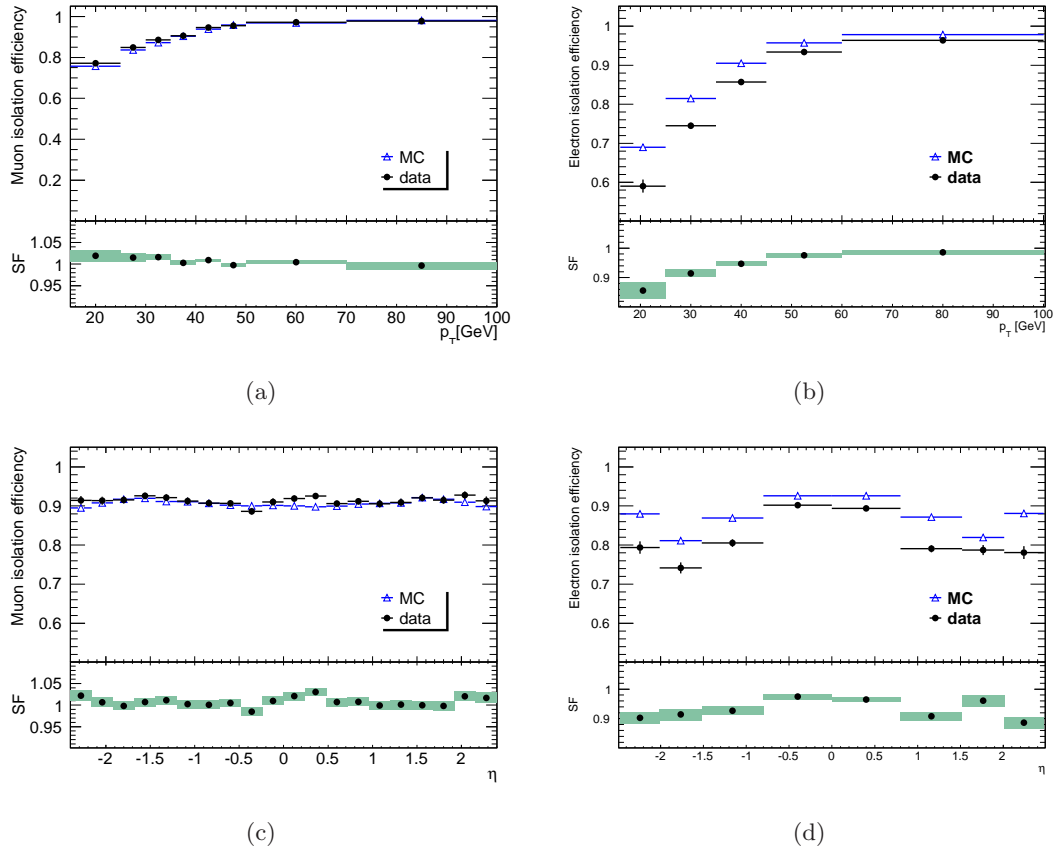 Muon isolation efficiency
1
0.8
0.6
0.4
0.2
MC
data
SF
1.05
1
0.95
20 30 40 50 60 70 80 90 100
p_T[GeV]
(a)
Electron isolation efficiency
1
0.9
0.8
0.7
0.6
MC
data
SF
1
0.9
20 30 40 50 60 70 80 90 100
p_T [GeV]
(b)
Muon isolation efficiency
1
0.9
0.8
0.7
0.6
MC
data
SF
1.05
1
0.95
-2 -1.5 -1 -0.5 0 0.5 1 1.5 2
η
(c)
Electron isolation efficiency
1
0.9
0.8
0.7
0.6
MC
data
SF
1
0.9
-2 -1.5 -1 -0.5 0 0.5 1 1.5 2
η
(d)